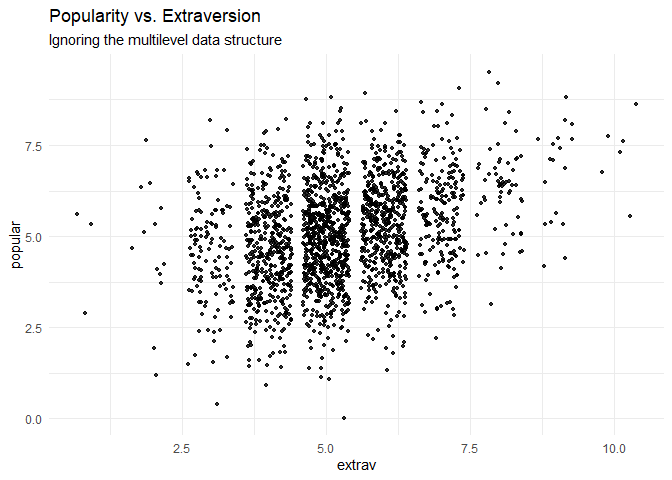 Popularity vs. Extraversion
Ignoring the multilevel data structure
popular
7.5
5.0
2.5
0.0
2.5 5.0 7.5 10.0
extrav